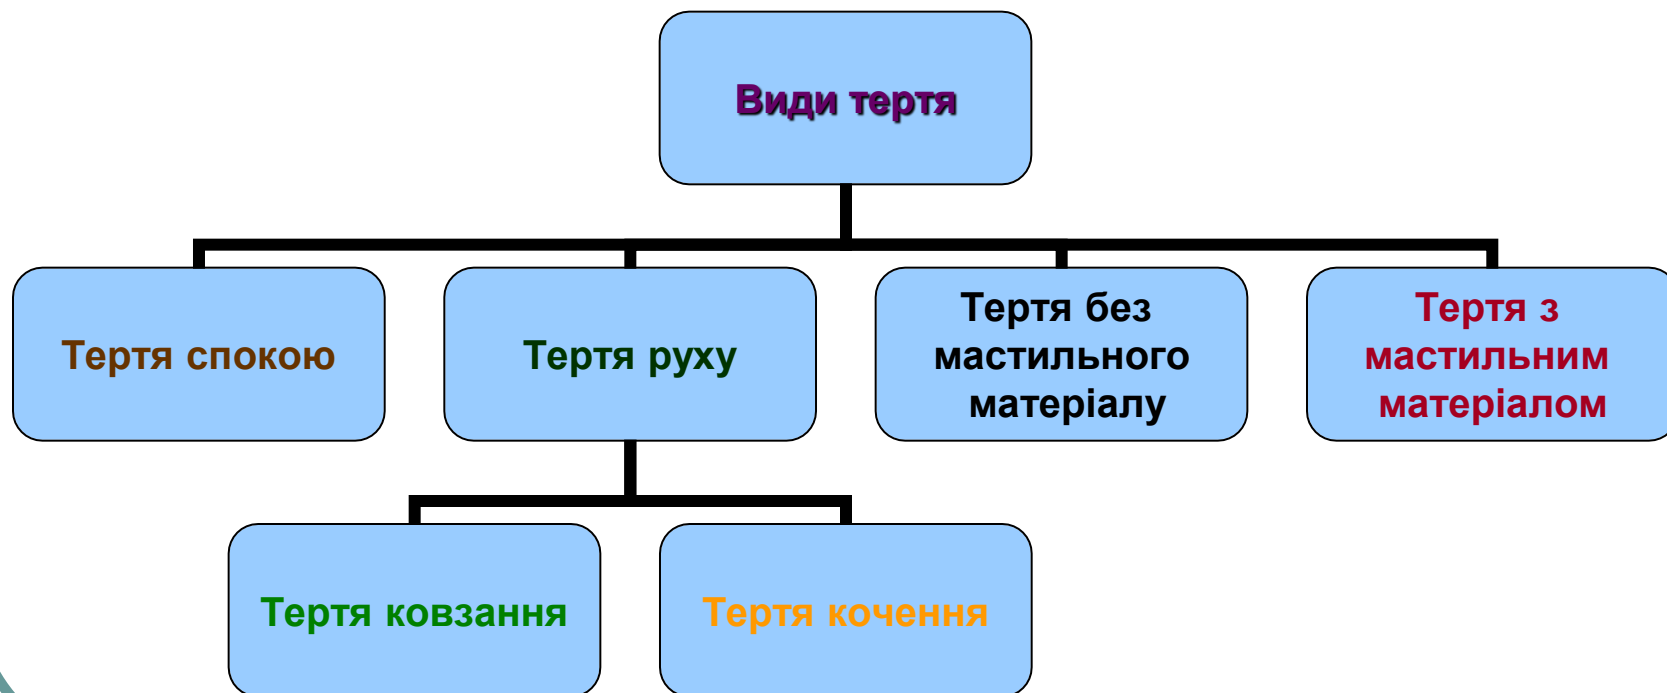 Види тертя
Тертя спокою
Тертя руху
Тертя без
мастильного
матеріалу
Тертя з
мастильним
матеріалом
Тертя ковзання
Тертя кочення